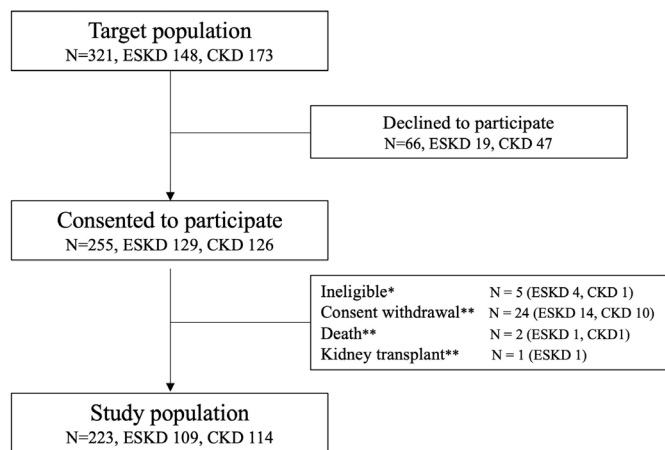 Target population
N=321, ESKD 148, CKD 173
Declined to participate
N=66, ESKD 19, CKD 47
Consented to participate
N=255, ESKD 129, CKD 126
Ineligible* N = 5 (ESKD 4, CKD 1)
Consent withdrawal** N = 24 (ESKD 14, CKD 10)
Death** N = 2 (ESKD 1, CKD1)
Kidney transplant** N = 1 (ESKD 1)
Study population
N=223, ESKD 109, CKD 114